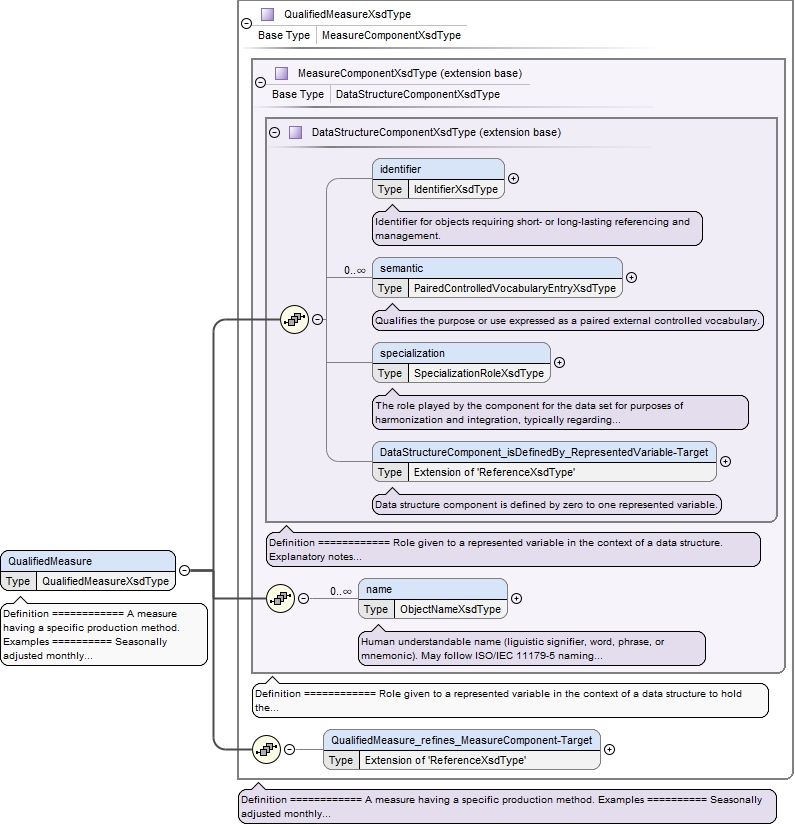 QualifiedMeasureXsdType
Base Type MeasureComponentXsdType
MeasureComponentXsdType (extension base)
Base Type DataStructureComponentXsdType
DataStructureComponentXsdType (extension base)
identifier
Type IdentifierXsdType
Identifier for objects requiring short- or long-lasting referencing and
management.
0..∞
semantic
Type PairedControlledVocabularyEntryXsdType
Qualifies the purpose or use expressed as a paired external controlled vocabulary.
specialization
Type SpecializationRoleXsdType
The role played by the component for the data set for purposes of
harmonization and integration, typically regarding...
DataStructureComponent_isDefinedBy_RepresentedVariable-Target
Type Extension of 'ReferenceXsdType'
Data structure component is defined by zero to one represented variable.
Definition ============ Role given to a represented variable in the context of a data structure.
Explanatory notes...
QualifiedMeasure
Type QualifiedMeasureXsdType
Definition ============ A measure
having a specific production method.
Examples ========== Seasonally
adjusted monthly...
0..∞
name
Type ObjectNameXsdType
Human understandable name (liguistic signifier, word, phrase, or
mnemonic). May follow ISO/IEC 11179-5 naming...
Definition ============ Role given to a represented variable in the context of a data structure to hold
the...
QualifiedMeasure_refines_MeasureComponent-Target
Type Extension of 'ReferenceXsdType'
Definition ============ A measure having a specific production method. Examples ========== Seasonally
adjusted monthly...